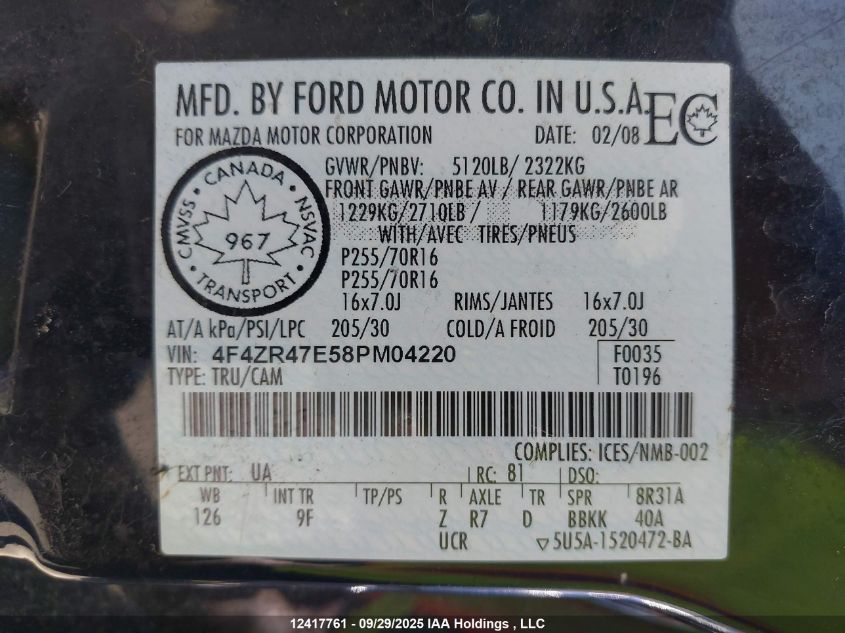 MFD. BY FORD MOTOR CO. IN U.S.A.
EC
FOR MAZDA MOTOR CORPORATION DATE: 02/08
GVWR/PNBV: 5120LB/ 2322KG
FRONT GAWR/PNBE AV / REAR GAWR/PNBE AR
1229KG/2710LB / 1179KG/2600LB
WITH/AVEC TIRES/PNEUS
P255/70R16
P255/70R16
16x7.0J RIMS/JANTES 16x7.0J
CANADA
CMVSS
NSVAC
967
TRANSPORT
AT/A kPa/PSI/LPC 205/30 COLD/A FROID 205/30
VIN: 4F4ZR47E58PM04220 F0035
TYPE: TRU/CAM T0196
COMPLIES: ICES/NMB-002
EXT PNT: UA RC: 81 DSO:
WB INT TR TP/PS R AXLE TR SPR 8R31A
126 9F Z R7 D BBKK 40A
UCR ▽5U5A-1520472-BA
12417761 - 09/29/2025 IAA Holdings , LLC